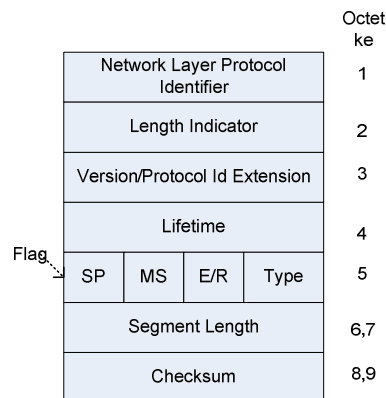 Octet
ke
Network Layer Protocol
Identifier
1
Length Indicator
2
Version/Protocol Id Extension
3
Lifetime
4
Flag
SP
MS
E/R
Type
5
Segment Length
6,7
Checksum
8,9